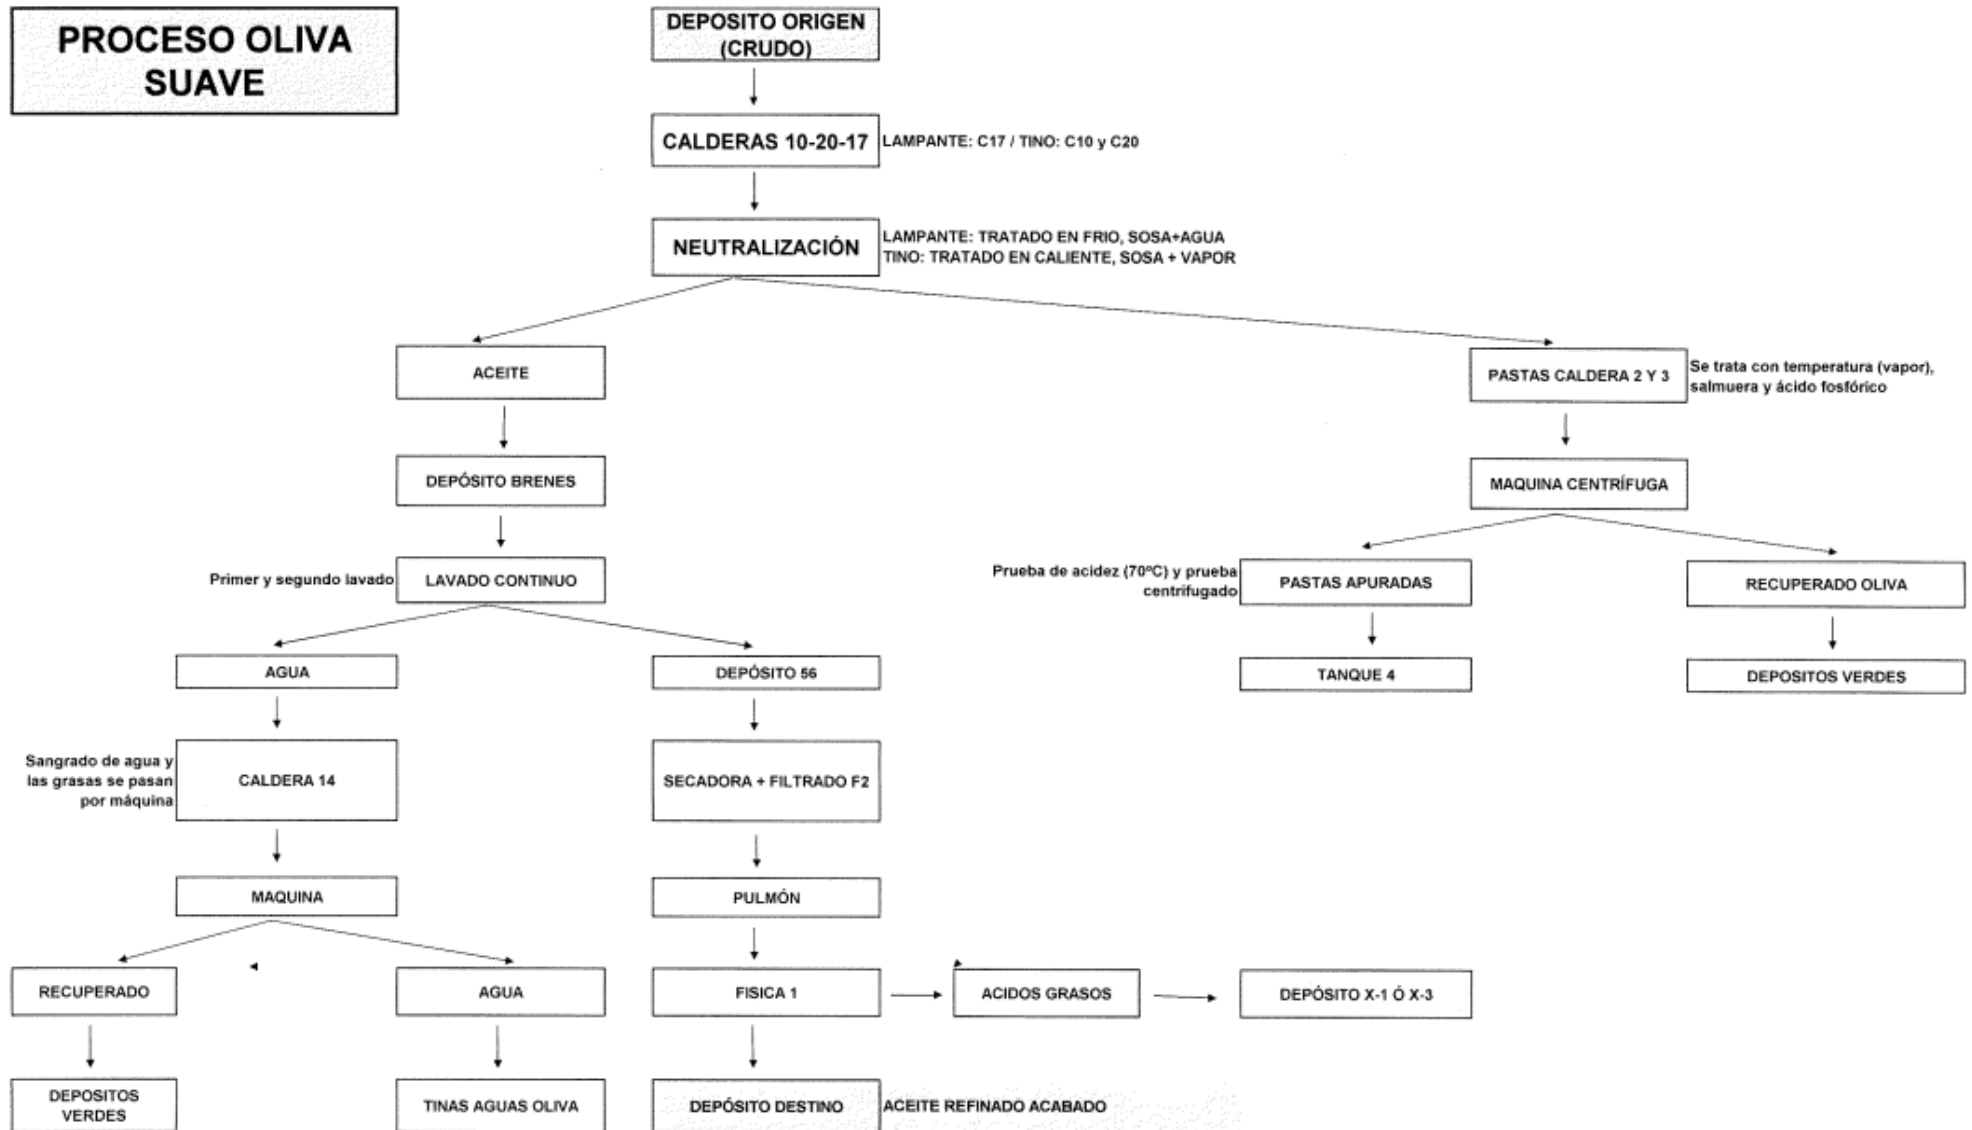 PROCESO OLIVA
SUAVE
DEPOSITO ORIGEN
(CRUDO)
CALDERAS 10-20-17
LAMPANTE: C17 / TINO: C10 y C20
NEUTRALIZACIÓN
LAMPANTE: TRATADO EN FRIO, SOSA+AGUA
TINO: TRATADO EN CALIENTE, SOSA + VAPOR
ACEITE
PASTAS CALDERA 2 Y 3
Se trata con temperatura (vapor),
salmuera y ácido fosfórico
DEPÓSITO BRENES
MAQUINA CENTRÍFUGA
Primer y segundo lavado
LAVADO CONTINUO
Prueba de acidez (70ºC) y prueba
centrifugado
PASTAS APURADAS
RECUPERADO OLIVA
AGUA
DEPÓSITO 56
TANQUE 4
DEPOSITOS VERDES
Sangrado de agua y
las grasas se pasan
por máquina
CALDERA 14
SECADORA + FILTRADO F2
MAQUINA
PULMÓN
RECUPERADO
AGUA
FISICA 1
ACIDOS GRASOS
DEPÓSITO X-1 Ó X-3
DEPOSITOS
VERDES
TINAS AGUAS OLIVA
DEPÓSITO DESTINO
ACEITE REFINADO ACABADO